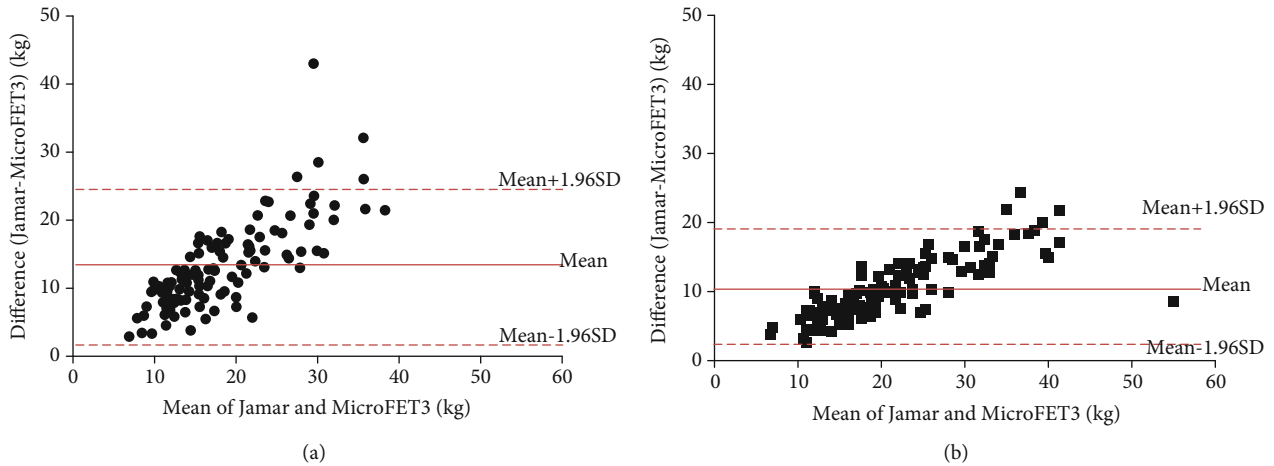 50
40
30
20
10
0
0 10 20 30 40 50 60
Difference (Jamar-MicroFET3) (kg)
Mean of Jamar and MicroFET3 (kg)
Mean+1.96SD
Mean
Mean-1.96SD
(a)
50
40
30
20
10
0
0 10 20 30 40 50 60
Difference (Jamar-MicroFET3) (kg)
Mean of Jamar and MicroFET3 (kg)
Mean+1.96SD
Mean
Mean-1.96SD
(b)